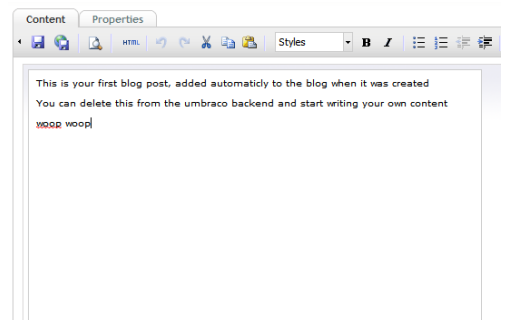 Content Properties
HTML Styles B I
This is your first blog post, added automaticly to the blog when it was created
You can delete this from the umbraco backend and start writing your own content
woop woop